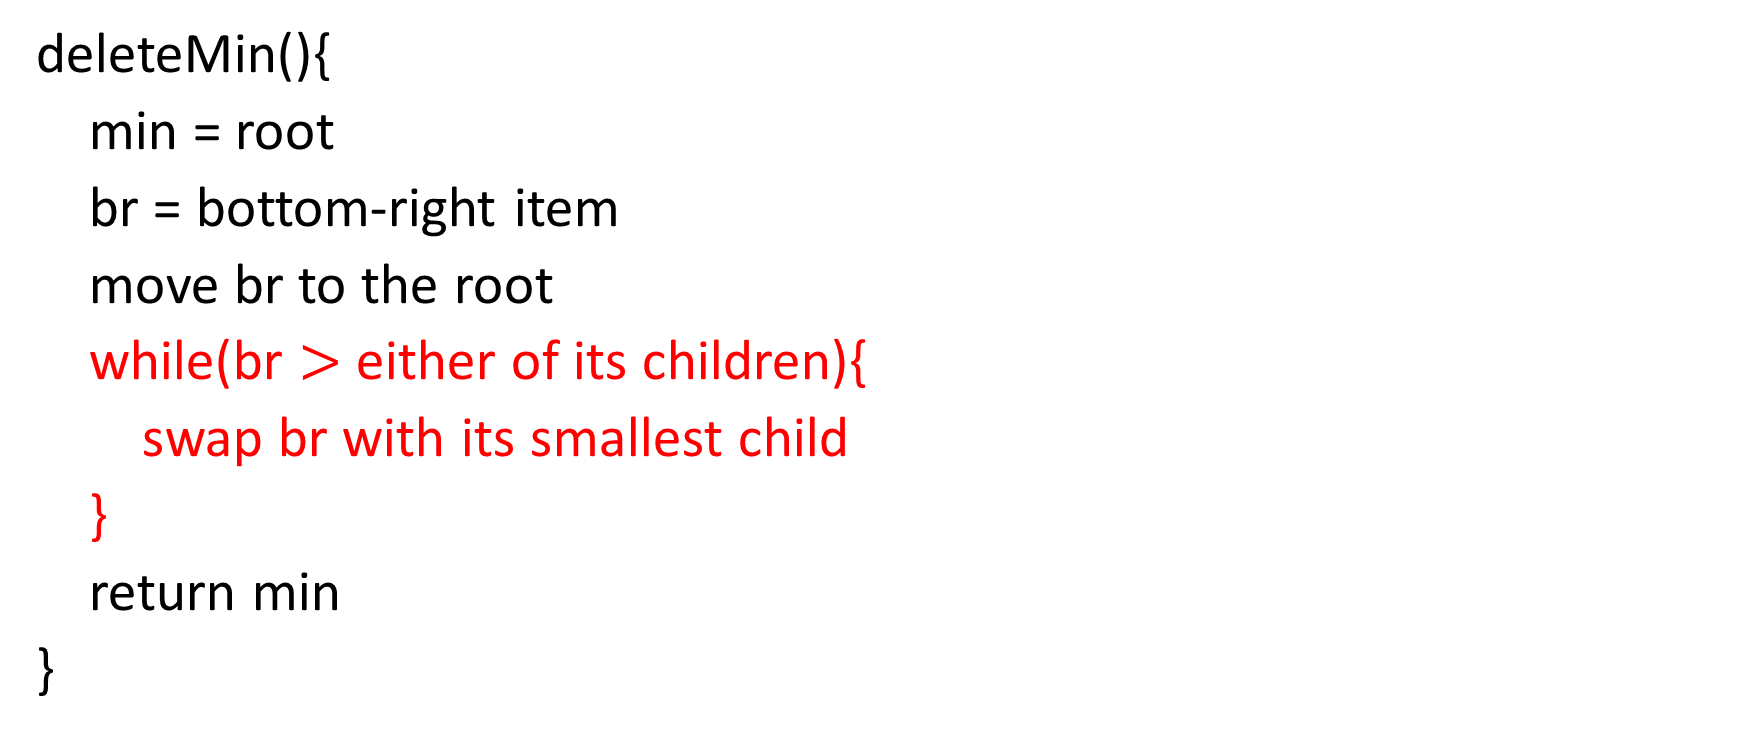 deleteMin(){
min = root
br = bottom-right item
move br to the root
while(br > either of its children){
swap br with its smallest child
}
return min
}